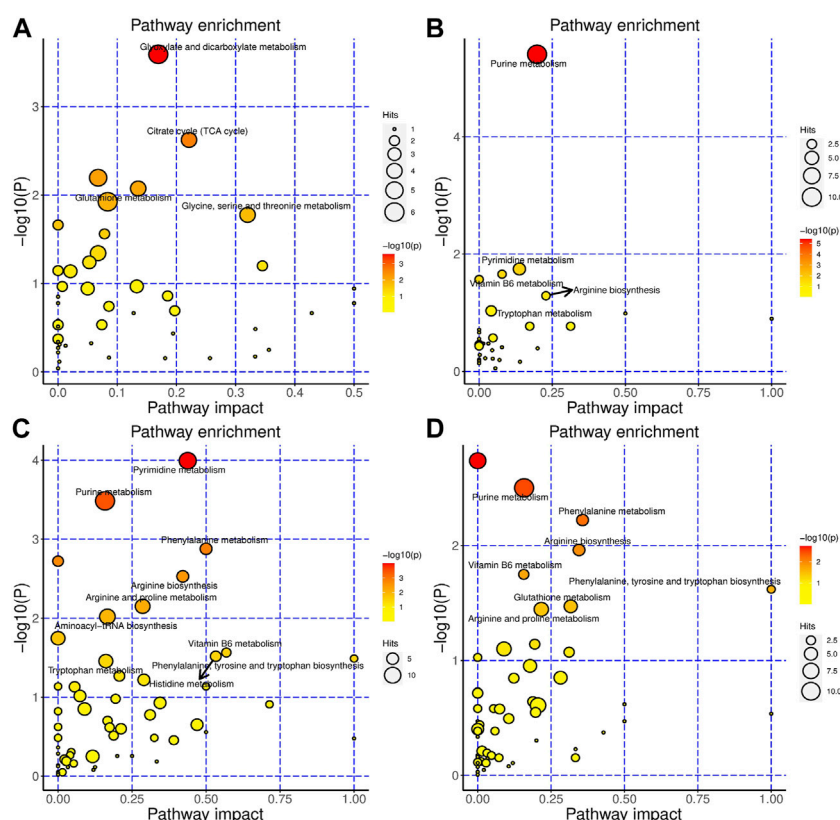 A
Pathway enrichment
Glyoxylate and dicarboxylate metabolism
Citrate cycle (TCA cycle)
Glutathione metabolism
Glycine, serine and threonine metabolism
−log10(P)
3
2
1
0
0.0 0.1 0.2 0.3 0.4 0.5
Pathway impact
Hits
1
2
3
4
5
6
−log10(p)
3
2
1
B
Pathway enrichment
Purine metabolism
Pyrimidine metabolism
Vitamin B6 metabolism
Arginine biosynthesis
Tryptophan metabolism
−log10(P)
4
2
0
0.00 0.25 0.50 0.75 1.00
Pathway impact
Hits
2.5
5.0
7.5
10.0
−log10(p)
5
4
3
2
1
C
Pathway enrichment
Pyrimidine metabolism
Purine metabolism
Phenylalanine metabolism
Arginine biosynthesis
Arginine and proline metabolism
Aminoacyl−tRNA biosynthesis
Vitamin B6 metabolism
Phenylalanine, tyrosine and tryptophan biosynthesis
Tryptophan metabolism
Histidine metabolism
−log10(P)
4
3
2
1
0
0.00 0.25 0.50 0.75 1.00
Pathway impact
−log10(p)
3
2
1
Hits
5
10
D
Pathway enrichment
Purine metabolism
Phenylalanine metabolism
Arginine biosynthesis
Vitamin B6 metabolism
Phenylalanine, tyrosine and tryptophan biosynthesis
Glutathione metabolism
Arginine and proline metabolism
−log10(P)
2
1
0
0.00 0.25 0.50 0.75 1.00
Pathway impact
−log10(p)
2
1
Hits
2.5
5.0
7.5
10.0